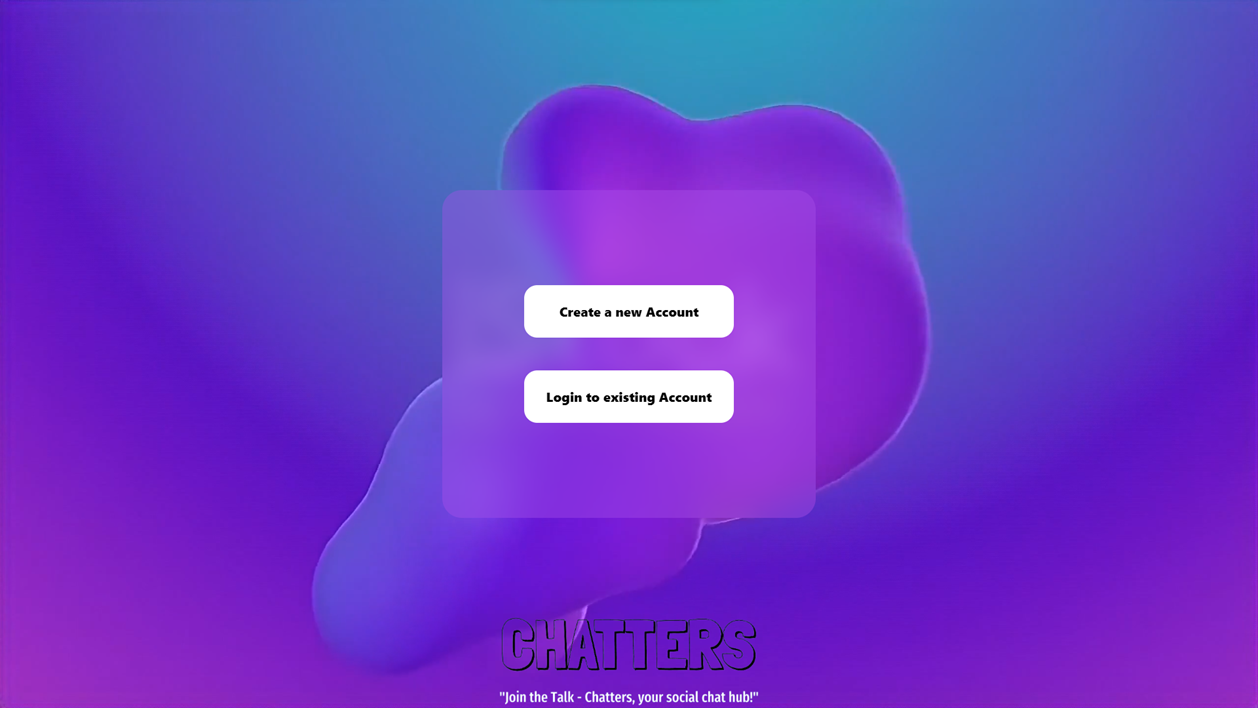 Create a new Account
Login to existing Account
CHATTERS
"Join the Talk - Chatters, your social chat hub!"